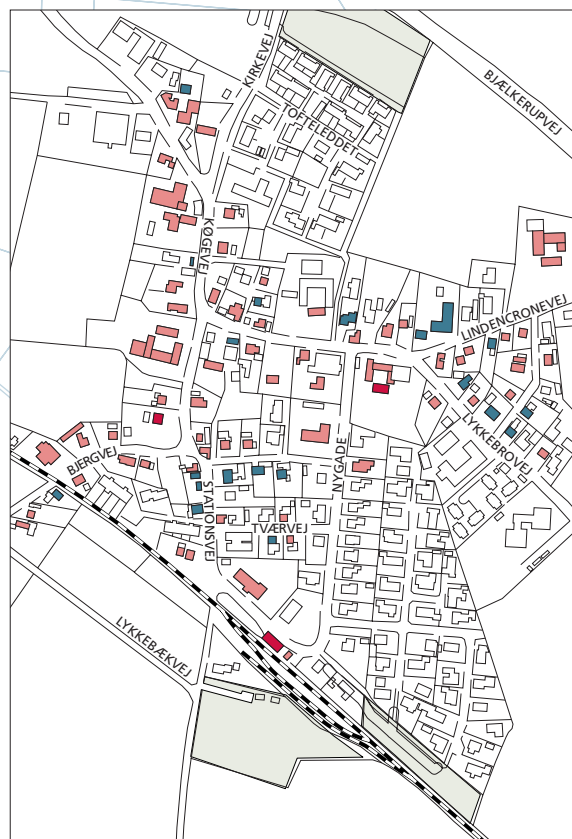 KIRKEVEJ
BJÆLKERUPVEJ
TOFTELEDDET
KØGEVEJ
LINDENCRONEVEJ
LYKKEBROVEJ
BJERGVEJ
NYGADE
STATIONSVEJ
TVÆRVEJ
LYKKEBÆKVEJ